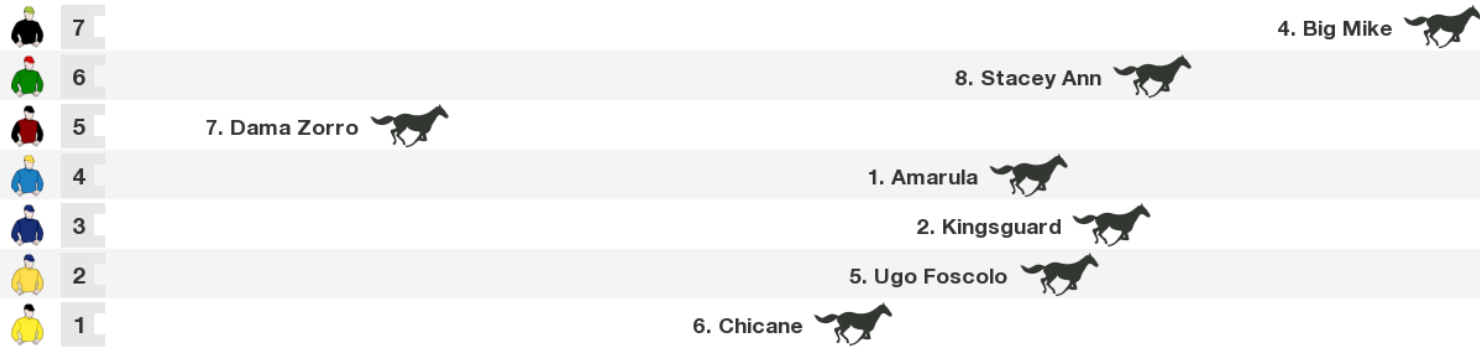 7 4. Big Mike
6 8. Stacey Ann
5 7. Dama Zorro
4 1. Amarula
3 2. Kingsguard
2 5. Ugo Foscolo
1 6. Chicane